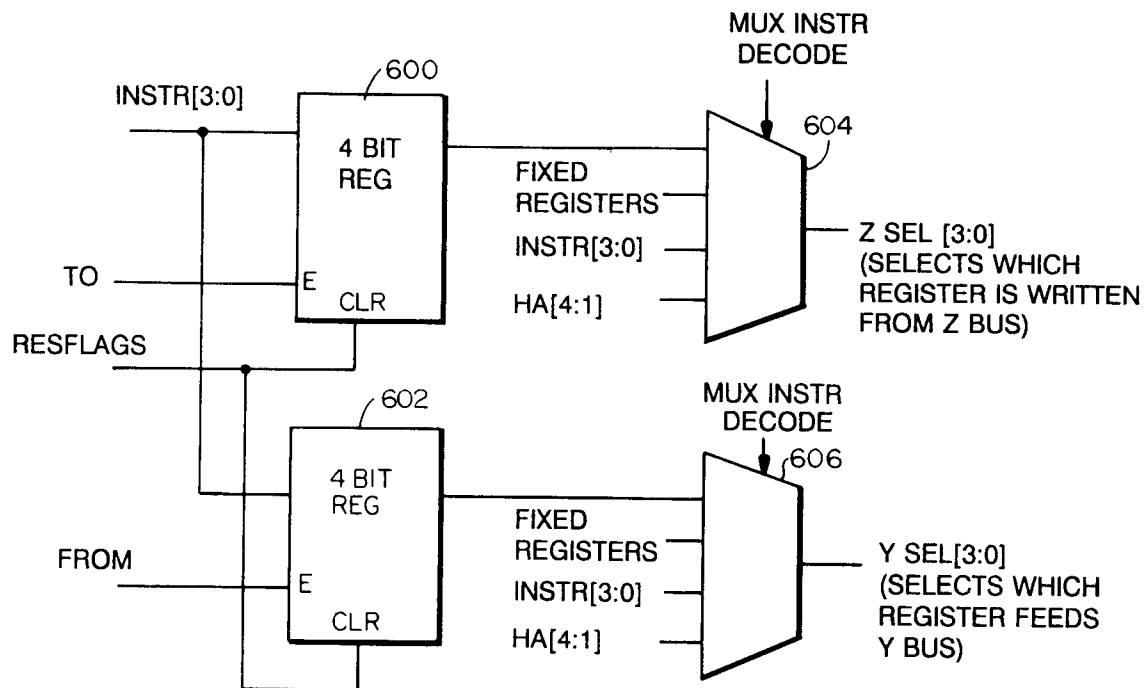 MUX INSTR
DECODE
INSTR[3:0]
600
4 BIT
REG
604
FIXED
REGISTERS
INSTR[3:0]
HA[4:1]
Z SEL [3:0]
(SELECTS WHICH
REGISTER IS WRITTEN
FROM Z BUS)
TO
E
CLR
RESFLAGS
602
MUX INSTR
DECODE
606
4 BIT
REG
FIXED
REGISTERS
INSTR[3:0]
HA[4:1]
Y SEL[3:0]
(SELECTS WHICH
REGISTER FEEDS
Y BUS)
FROM
E
CLR